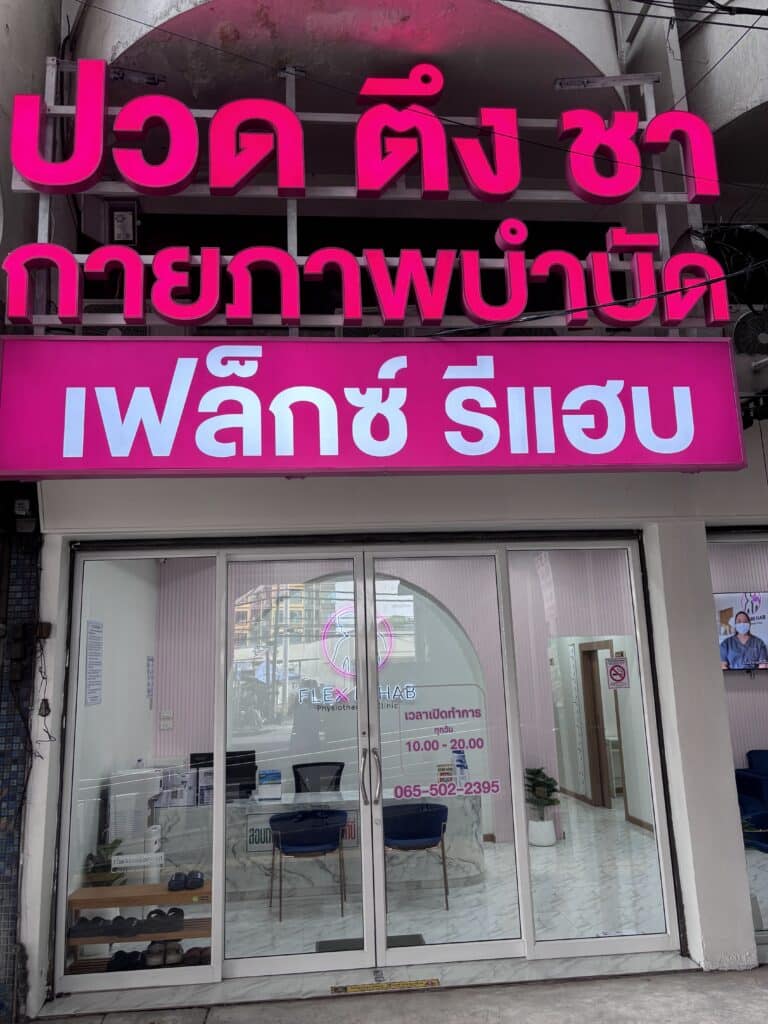 ปวด ตึง ชา
กายภาพบำบัด
เฟล็กซ์ รีแฮบ
FLEX REHAB
Physiotherapy Clinic
เวลาเปิดทำการ
ทุกวัน
10.00 - 20.00
065-502-2395